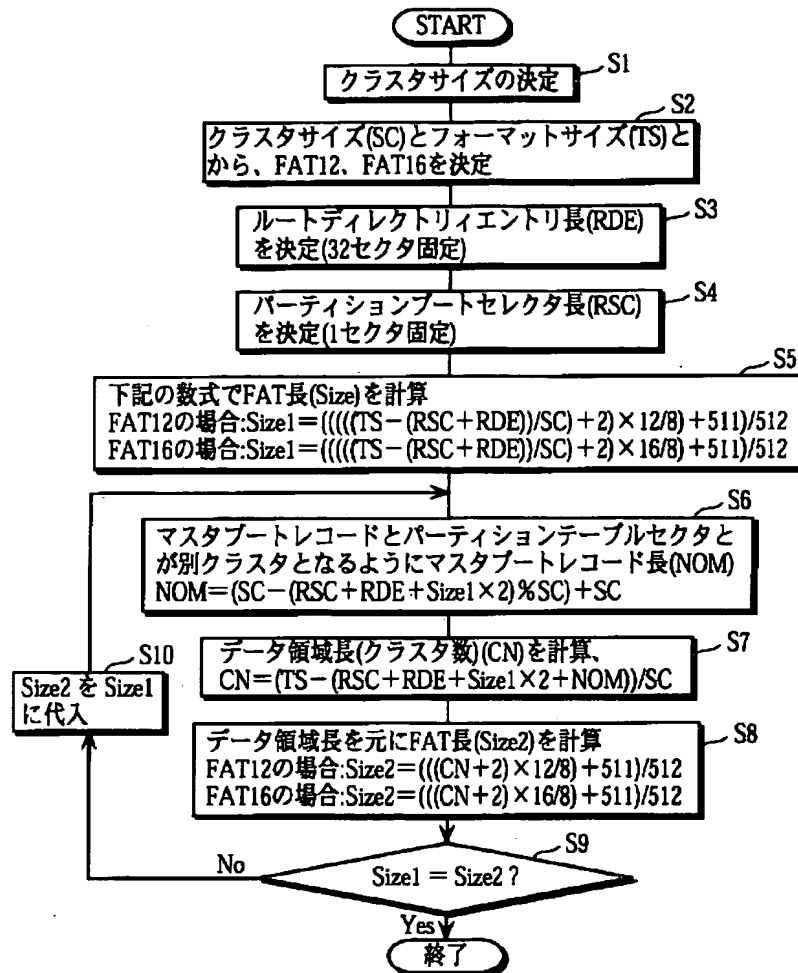 START
S1
クラスタサイズの決定
S2
クラスタサイズ(SC)とフォーマットサイズ(TS)と
から、FAT12、FAT16を決定
S3
ルートディレクトリィエントリ長(RDE)
を決定(32セクタ固定)
S4
パーティションブートセレクタ長(RSC)
を決定(1セクタ固定)
S5
下記の数式でFAT長(Size)を計算
FAT12の場合:Size1=(((((TS-(RSC+RDE))/SC)+2)×12/8)+511)/512
FAT16の場合:Size1=(((((TS-(RSC+RDE))/SC)+2)×16/8)+511)/512
S6
マスタブートレコードとパーティションテーブルセクタと
が別クラスタとなるようにマスタブートレコード長(NOM)
NOM=(SC-(RSC+RDE+Size1×2)%SC)+SC
S7
データ領域長(クラスタ数)(CN)を計算、
CN=(TS-(RSC+RDE+Size1×2+NOM))/SC
S10
Size2 を Size1
に代入
S8
データ領域長を元にFAT長(Size2)を計算
FAT12の場合:Size2=(((CN+2)×12/8)+511)/512
FAT16の場合:Size2=(((CN+2)×16/8)+511)/512
S9
No
Size1 = Size2 ?
Yes
終了